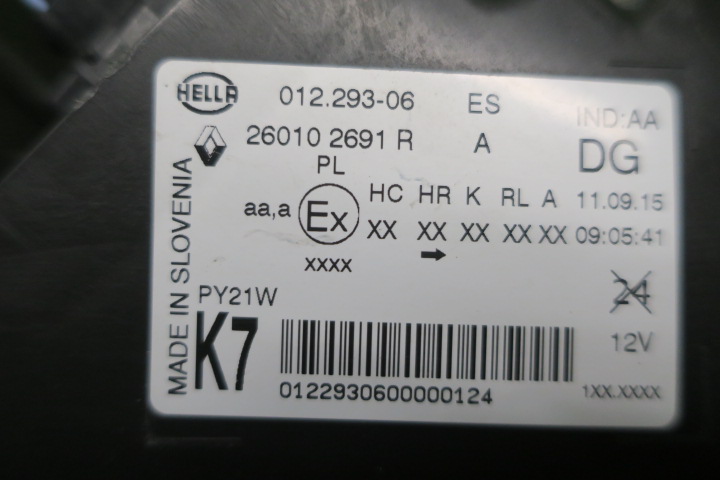 HELLA 012.293-06 ES IND:AA
26010 2691 R A DG
PL
aa,a Ex HC HR K RL A 11.09.15
XX XX XX XX XX 09:05:41
XXXX
MADE IN SLOVENIA
PY21W 24
K7 12V
01229306000000124 1XX.XXXX